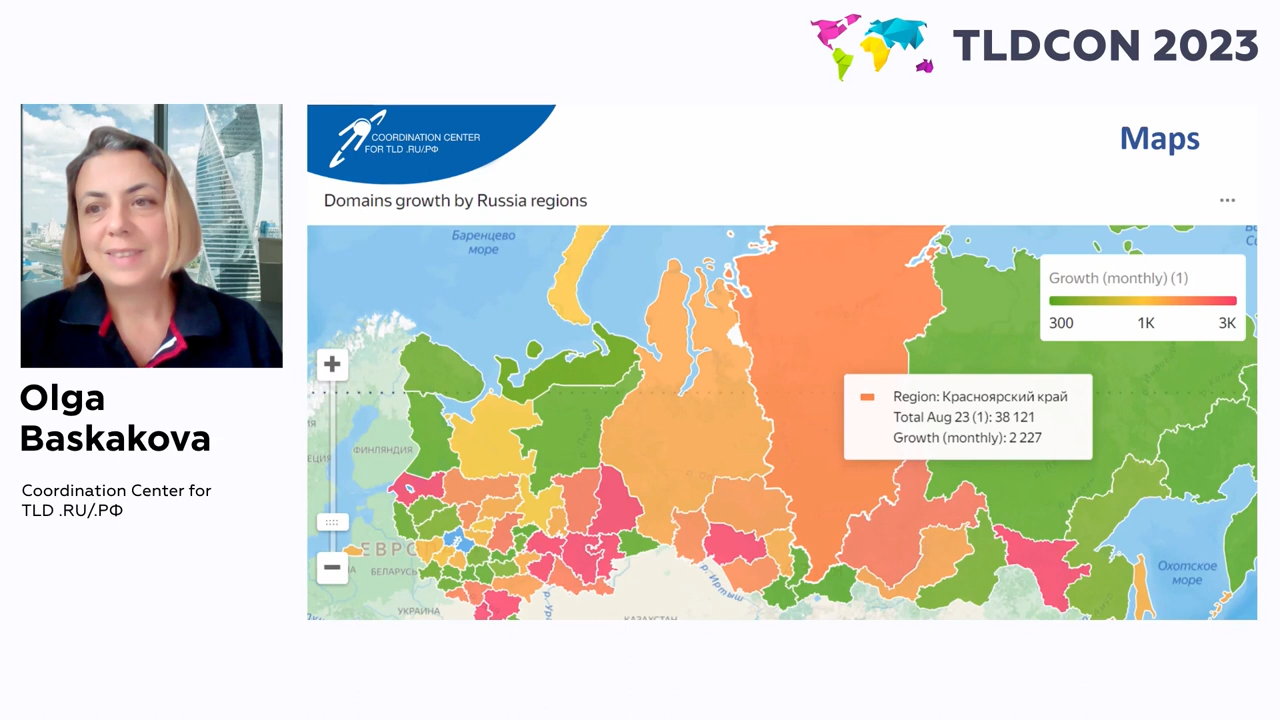 TLDCON 2023
COORDINATION CENTER
FOR TLD .RU/.РФ
Maps
Domains growth by Russia regions
...
Баренцево
море
Growth (monthly) (1)
300 1K 3K
Region: Красноярский край
Total Aug 23 (1): 38 121
Growth (monthly): 2 227
ФИНЛЯНДИЯ
ЕВРО
БЕЛАРУСЬ
УКРАИНА
р. Иртыш
КАЗАХСТАН
Охотское
море
Olga
Baskakova
Coordination Center for
TLD .RU/.РФ